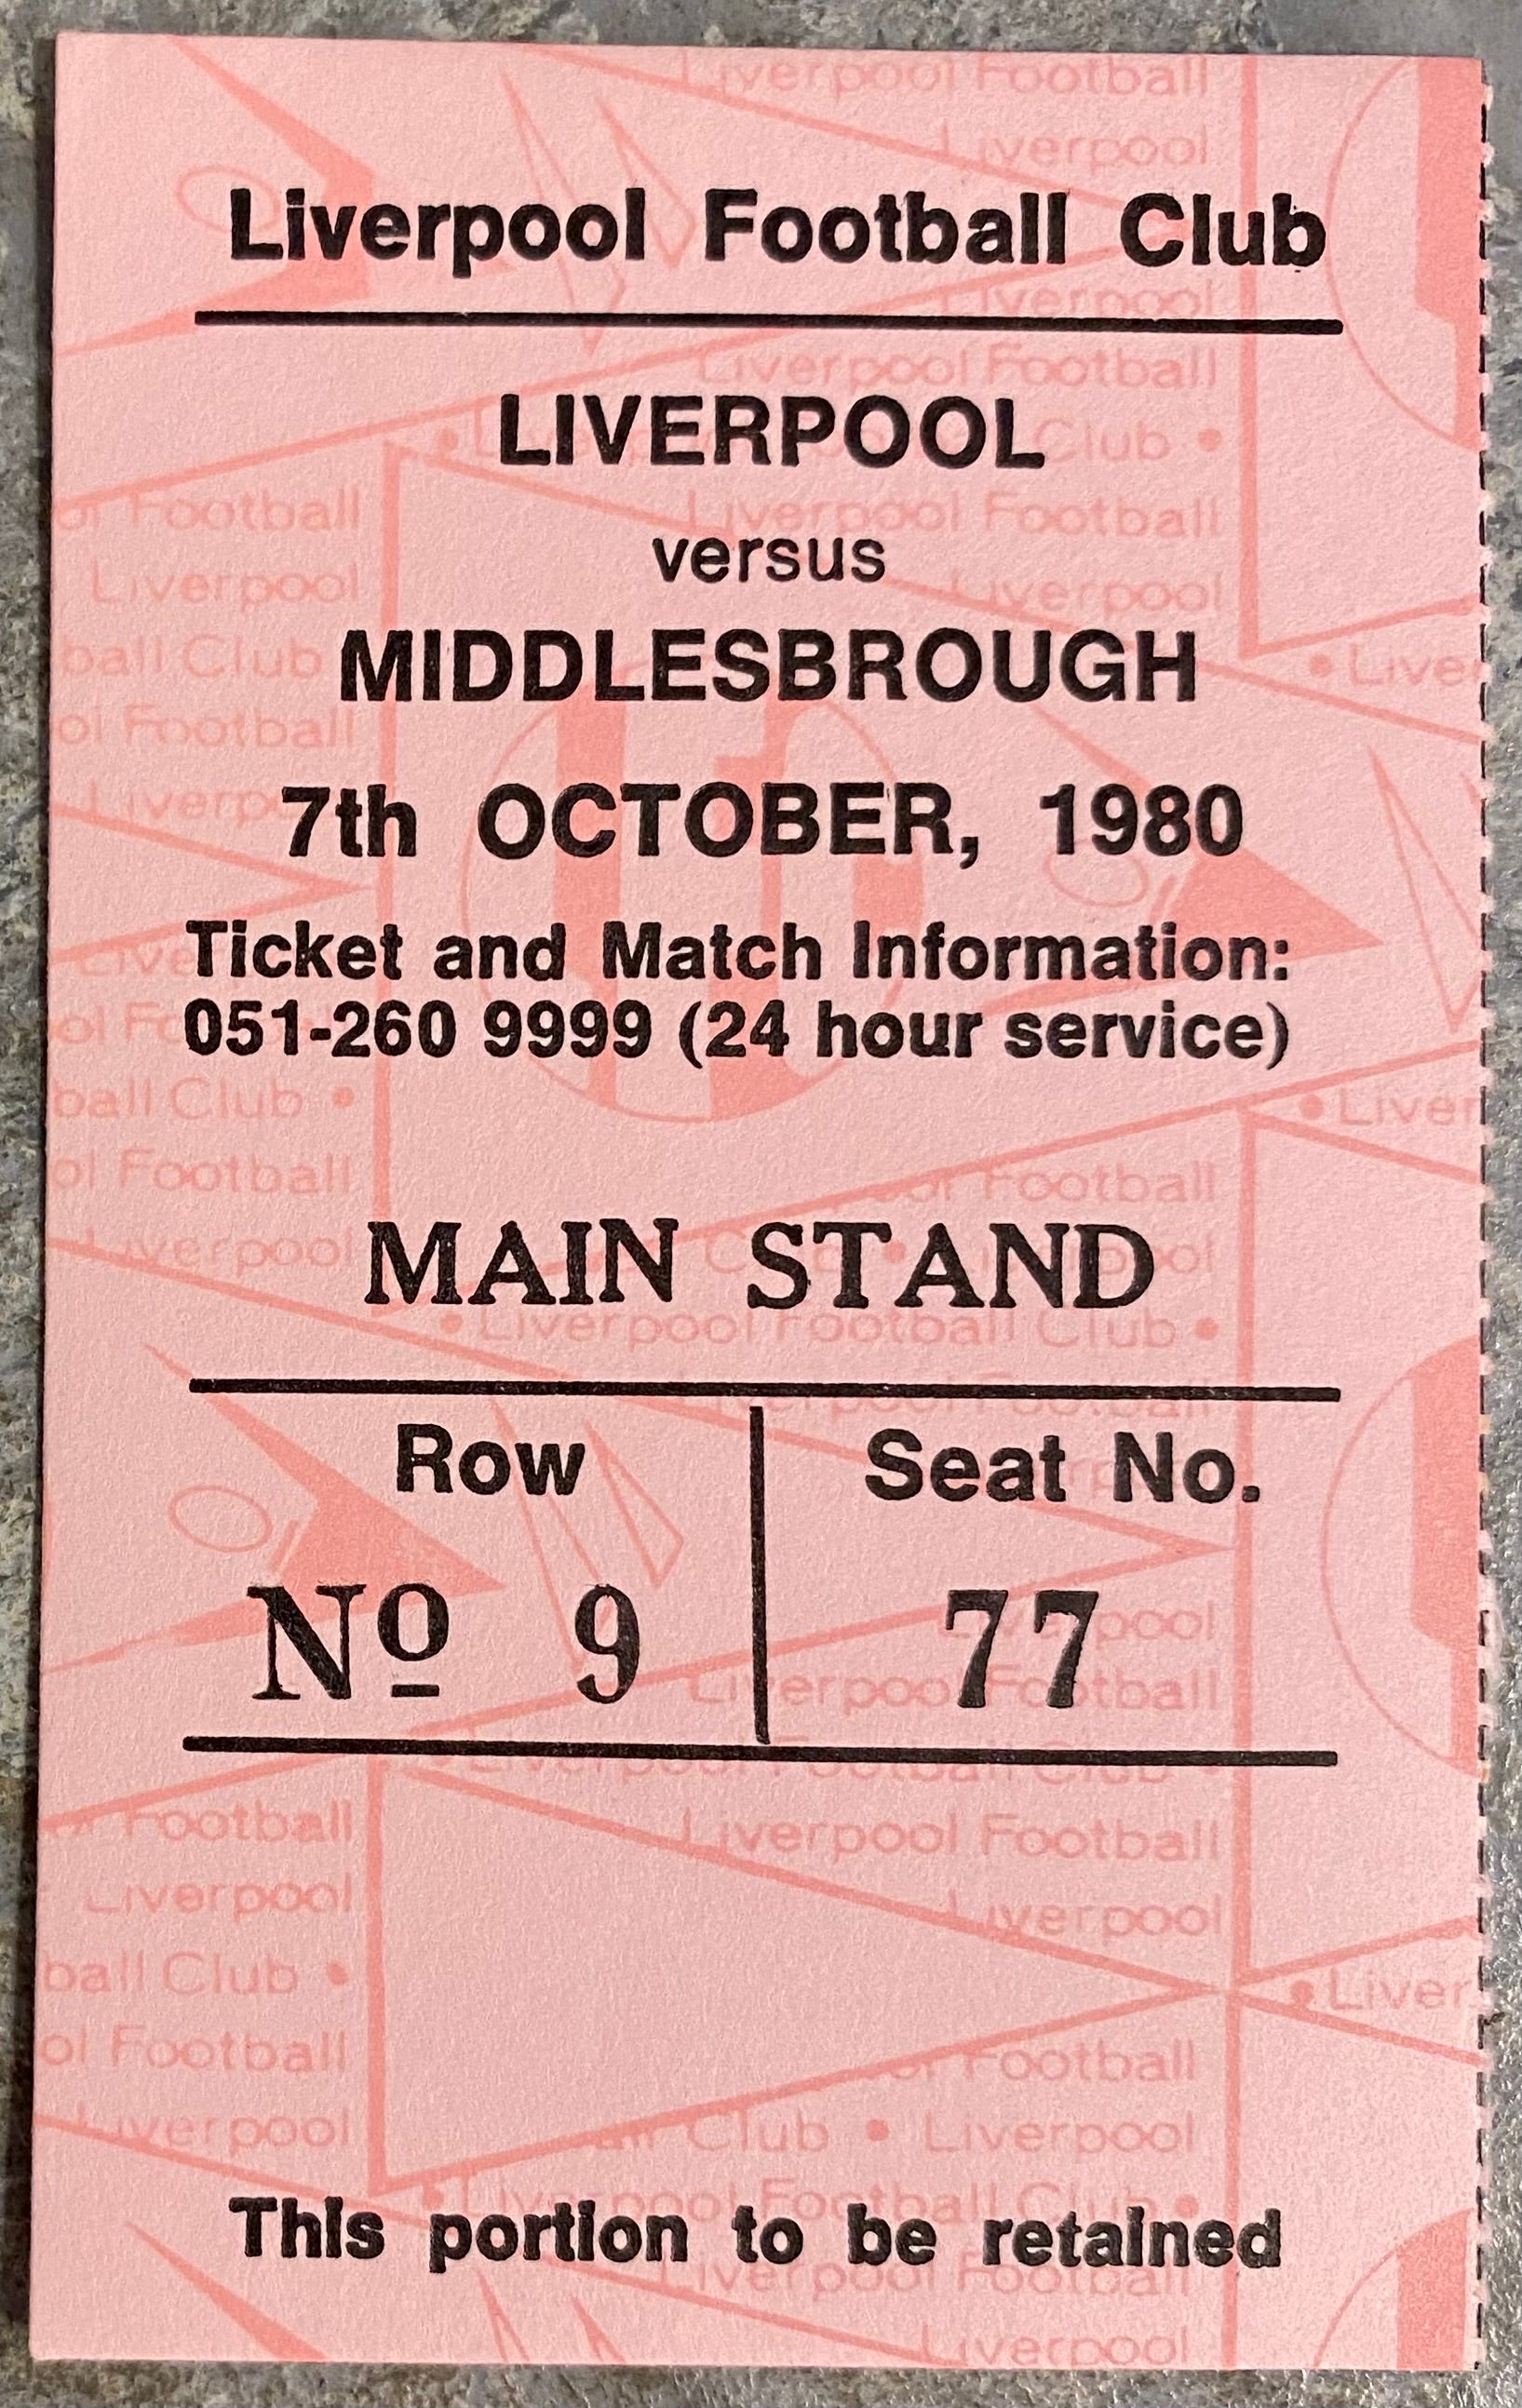 Liverpool Football Club
LIVERPOOL
versus
MIDDLESBROUGH
7th OCTOBER, 1980
Ticket and Match Information:
051-260 9999 (24 hour service)
MAIN STAND
Row Seat No.
Nº 9 77
This portion to be retained